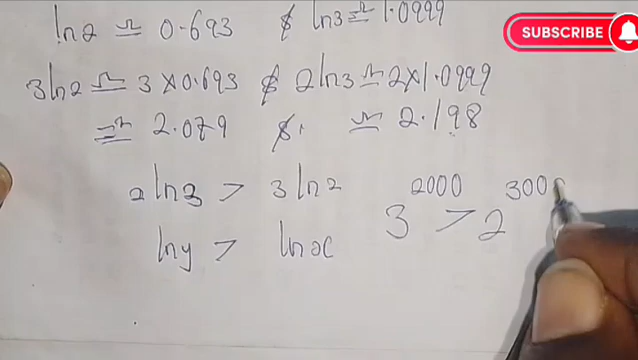 ln2 ≏ 0.693 & ln3 ≏ 1.0999
3ln2 ≏ 3×0.693 & 2ln3 ≏ 2×1.0999
≏ 2.079 & ≏ 2.198
2ln3 > 3ln2
3^2000 > 2^3000
lny > lnx
SUBSCRIBE